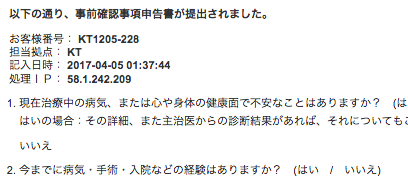 以下の通り、事前確認事項申告書が提出されました。
お客様番号： KT1205-228
担当拠点： KT
記入日時： 2017-04-05 01:37:44
処理ＩＰ： 58.1.242.209
1. 現在治療中の病気、または心や身体の健康面で不安なことはありますか？ (は
はいの場合：その詳細、また主治医からの診断結果があれば、それについてもこ
いいえ
2. 今までに病気・手術・入院などの経験はありますか？ (はい / いいえ)